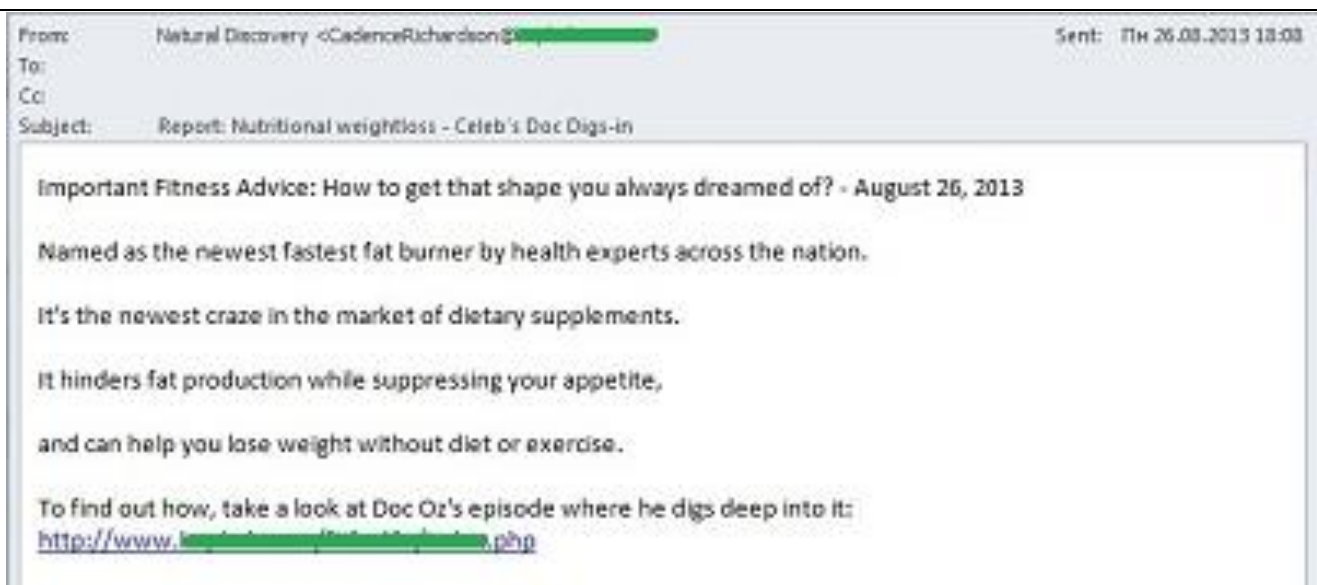 From: Natural Discovery <CadenceRichardson@ Sent: Пн 26.08.2013 18:08
To:
Cc:
Subject: Report: Nutritional weightloss - Celeb's Doc Digs-in
Important Fitness Advice: How to get that shape you always dreamed of? - August 26, 2013
Named as the newest fastest fat burner by health experts across the nation.
It's the newest craze in the market of dietary supplements.
It hinders fat production while suppressing your appetite,
and can help you lose weight without diet or exercise.
To find out how, take a look at Doc Oz's episode where he digs deep into it:
http://www. .php